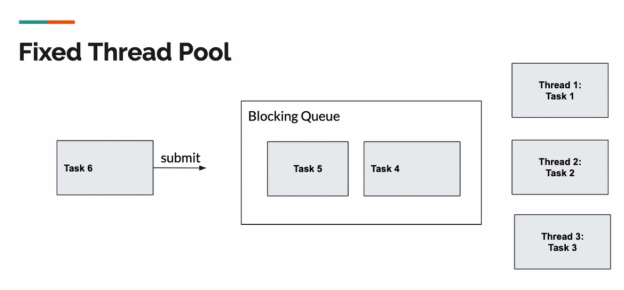 Fixed Thread Pool
Task 6
submit
Blocking Queue
Task 5
Task 4
Thread 1:
Task 1
Thread 2:
Task 2
Thread 3:
Task 3